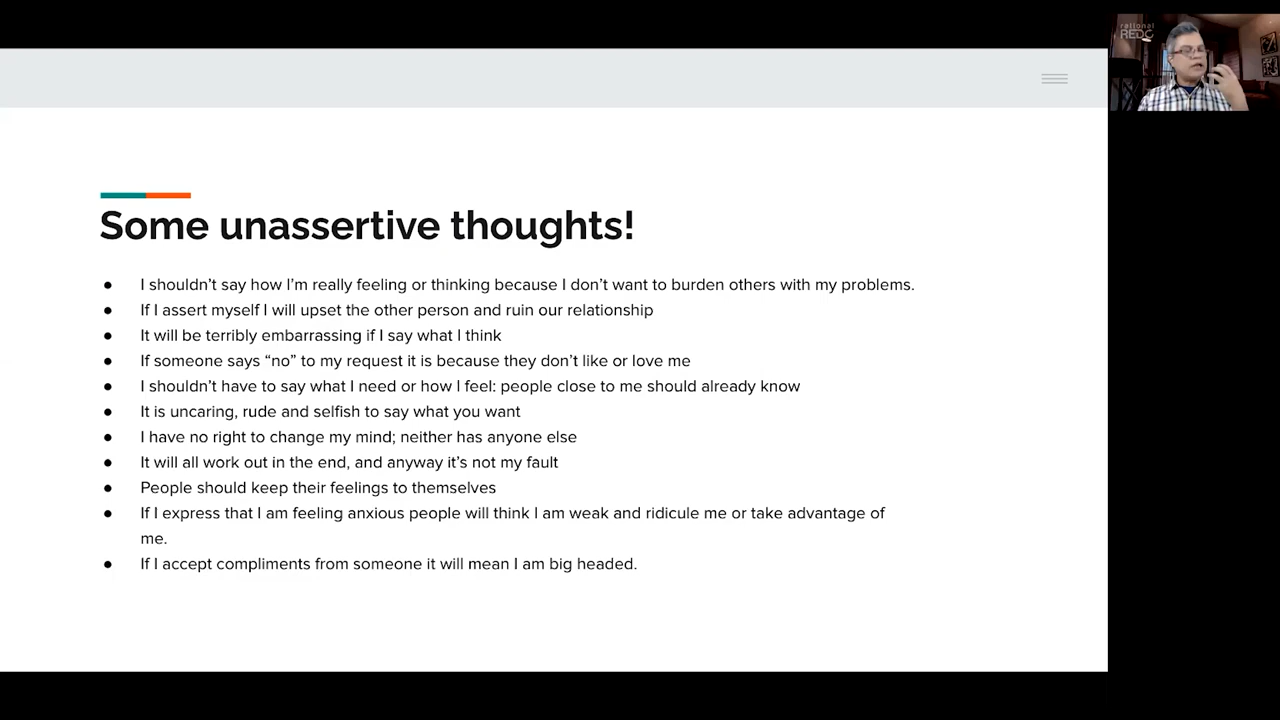 rational
REDC
Some unassertive thoughts!
● I shouldn’t say how I’m really feeling or thinking because I don’t want to burden others with my problems.
● If I assert myself I will upset the other person and ruin our relationship
● It will be terribly embarrassing if I say what I think
● If someone says “no” to my request it is because they don’t like or love me
● I shouldn’t have to say what I need or how I feel: people close to me should already know
● It is uncaring, rude and selfish to say what you want
● I have no right to change my mind; neither has anyone else
● It will all work out in the end, and anyway it’s not my fault
● People should keep their feelings to themselves
● If I express that I am feeling anxious people will think I am weak and ridicule me or take advantage of
me.
● If I accept compliments from someone it will mean I am big headed.